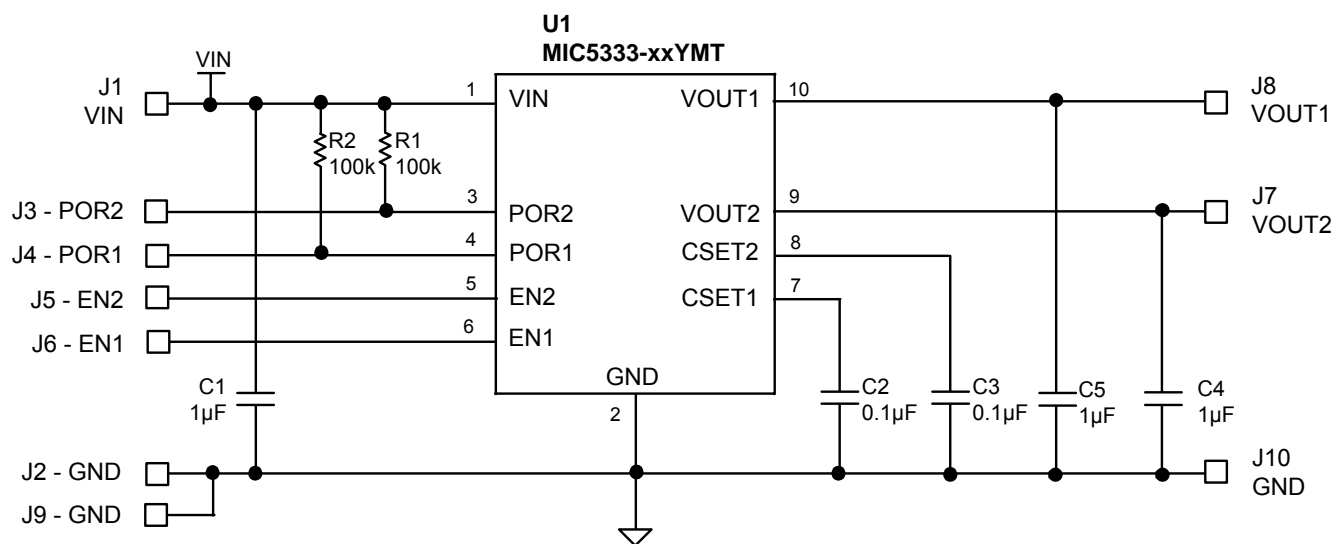 U1
MIC5333-xxYMT
VIN
J1
VIN
1
VIN
VOUT1
10
J8
VOUT1
R2
100k
R1
100k
J3 - POR2
3
POR2
VOUT2
9
J7
VOUT2
J4 - POR1
4
POR1
CSET2
8
J5 - EN2
5
EN2
CSET1
7
J6 - EN1
6
EN1
GND
2
C1
1µF
C2
0.1µF
C3
0.1µF
C5
1µF
C4
1µF
J2 - GND
J9 - GND
J10
GND